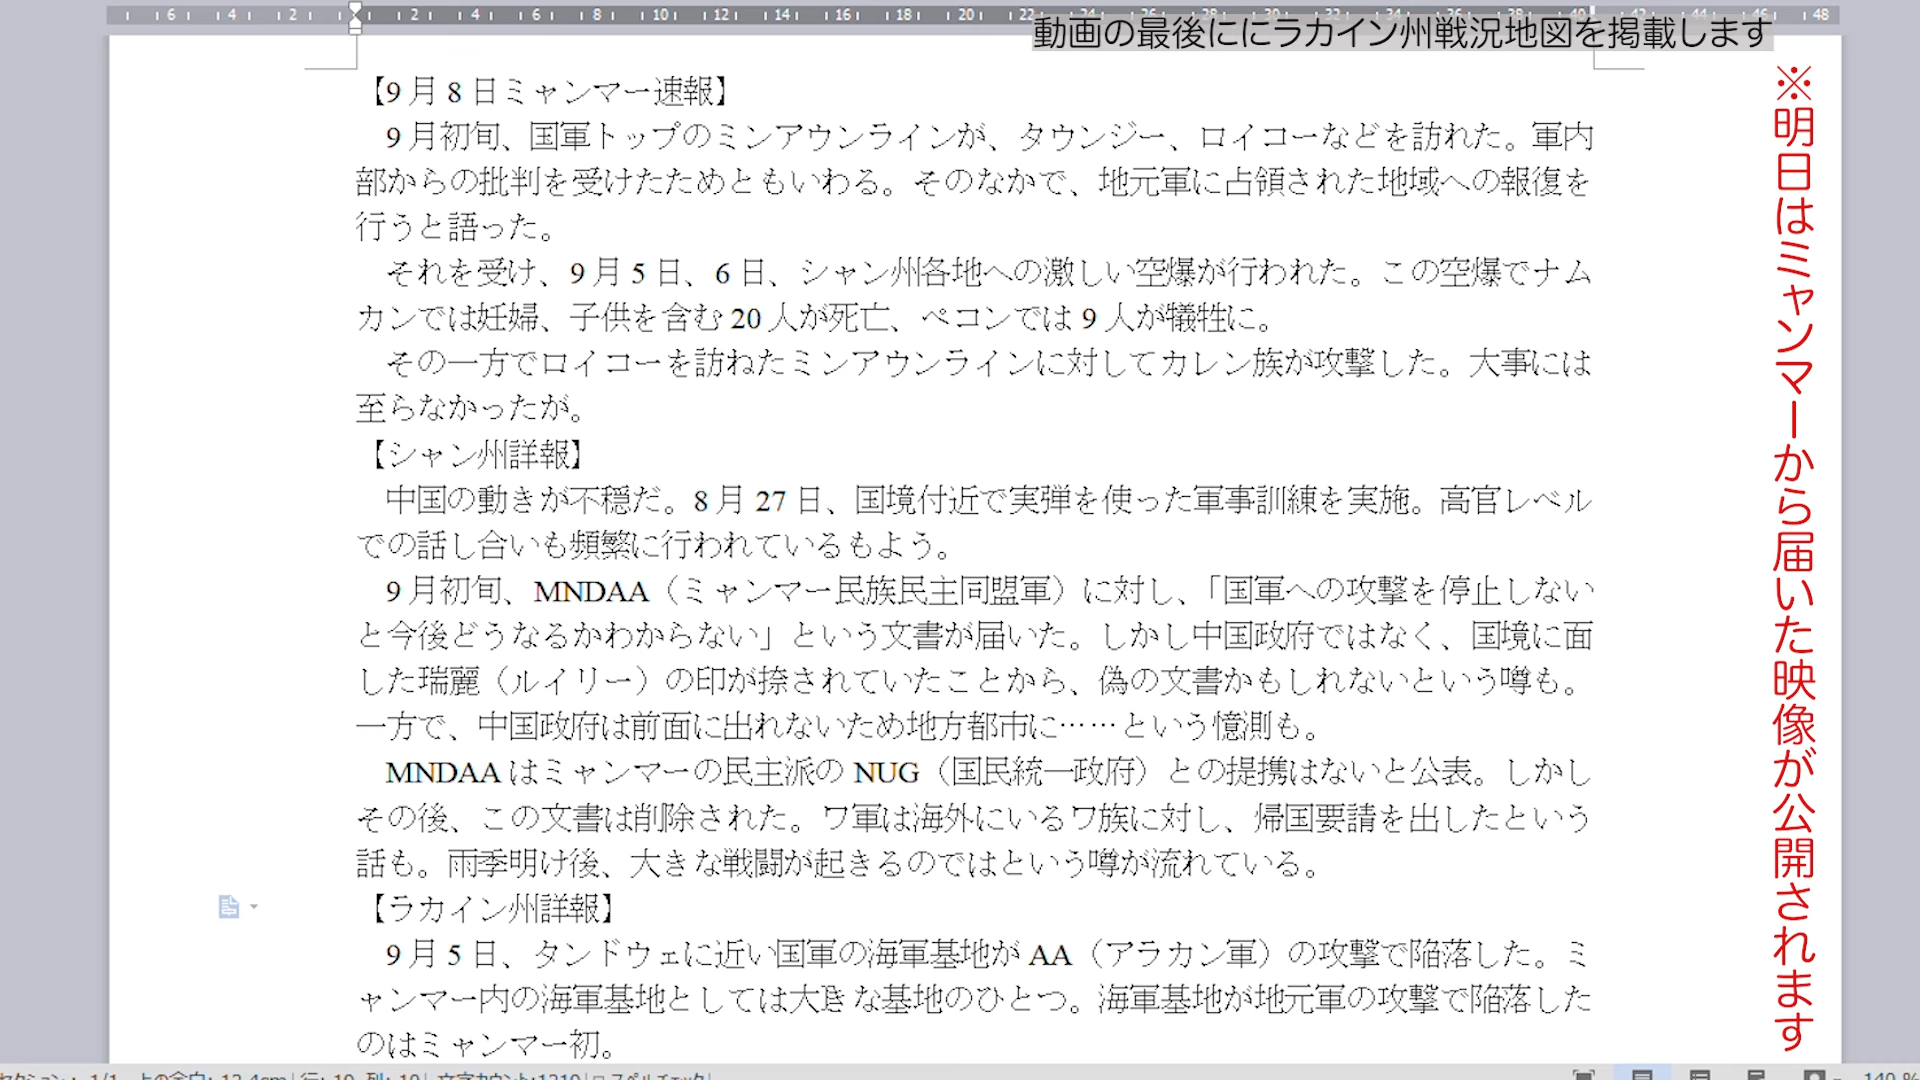 動画の最後ににラカイン州戦況地図を掲載します
【9月8日ミャンマー速報】
9月初旬、国軍トップのミンアウンラインが、タウンジー、ロイコーなどを訪れた。軍内
部からの批判を受けたためともいわる。そのなかで、地元軍に占領された地域への報復を
行うと語った。
それを受け、9月5日、6日、シャン州各地への激しい空爆が行われた。この空爆でナム
カンでは妊婦、子供を含む20人が死亡、ペコンでは9人が犠牲に。
その一方でロイコーを訪ねたミンアウンラインに対してカレン族が攻撃した。大事には
至らなかったが。
【シャン州詳報】
中国の動きが不穏だ。8月27日、国境付近で実弾を使った軍事訓練を実施。高官レベル
での話し合いも頻繁に行われているもよう。
9月初旬、MNDAA（ミャンマー民族民主同盟軍）に対し、「国軍への攻撃を停止しない
と今後どうなるかわからない」という文書が届いた。しかし中国政府ではなく、国境に面
した瑞麗（ルイリー）の印が捺されていたことから、偽の文書かもしれないという噂も。
一方で、中国政府は前面に出れないため地方都市に……という憶測も。
MNDAAはミャンマーの民主派のNUG（国民統一政府）との提携はないと公表。しかし
その後、この文書は削除された。ワ軍は海外にいるワ族に対し、帰国要請を出したという
話も。雨季明け後、大きな戦闘が起きるのではという噂が流れている。
【ラカイン州詳報】
9月5日、タンドウェに近い国軍の海軍基地がAA（アラカン軍）の攻撃で陥落した。ミ
ャンマー内の海軍基地としては大きな基地のひとつ。海軍基地が地元軍の攻撃で陥落した
のはミャンマー初。
※明日はミャンマーから届いた映像が公開されます